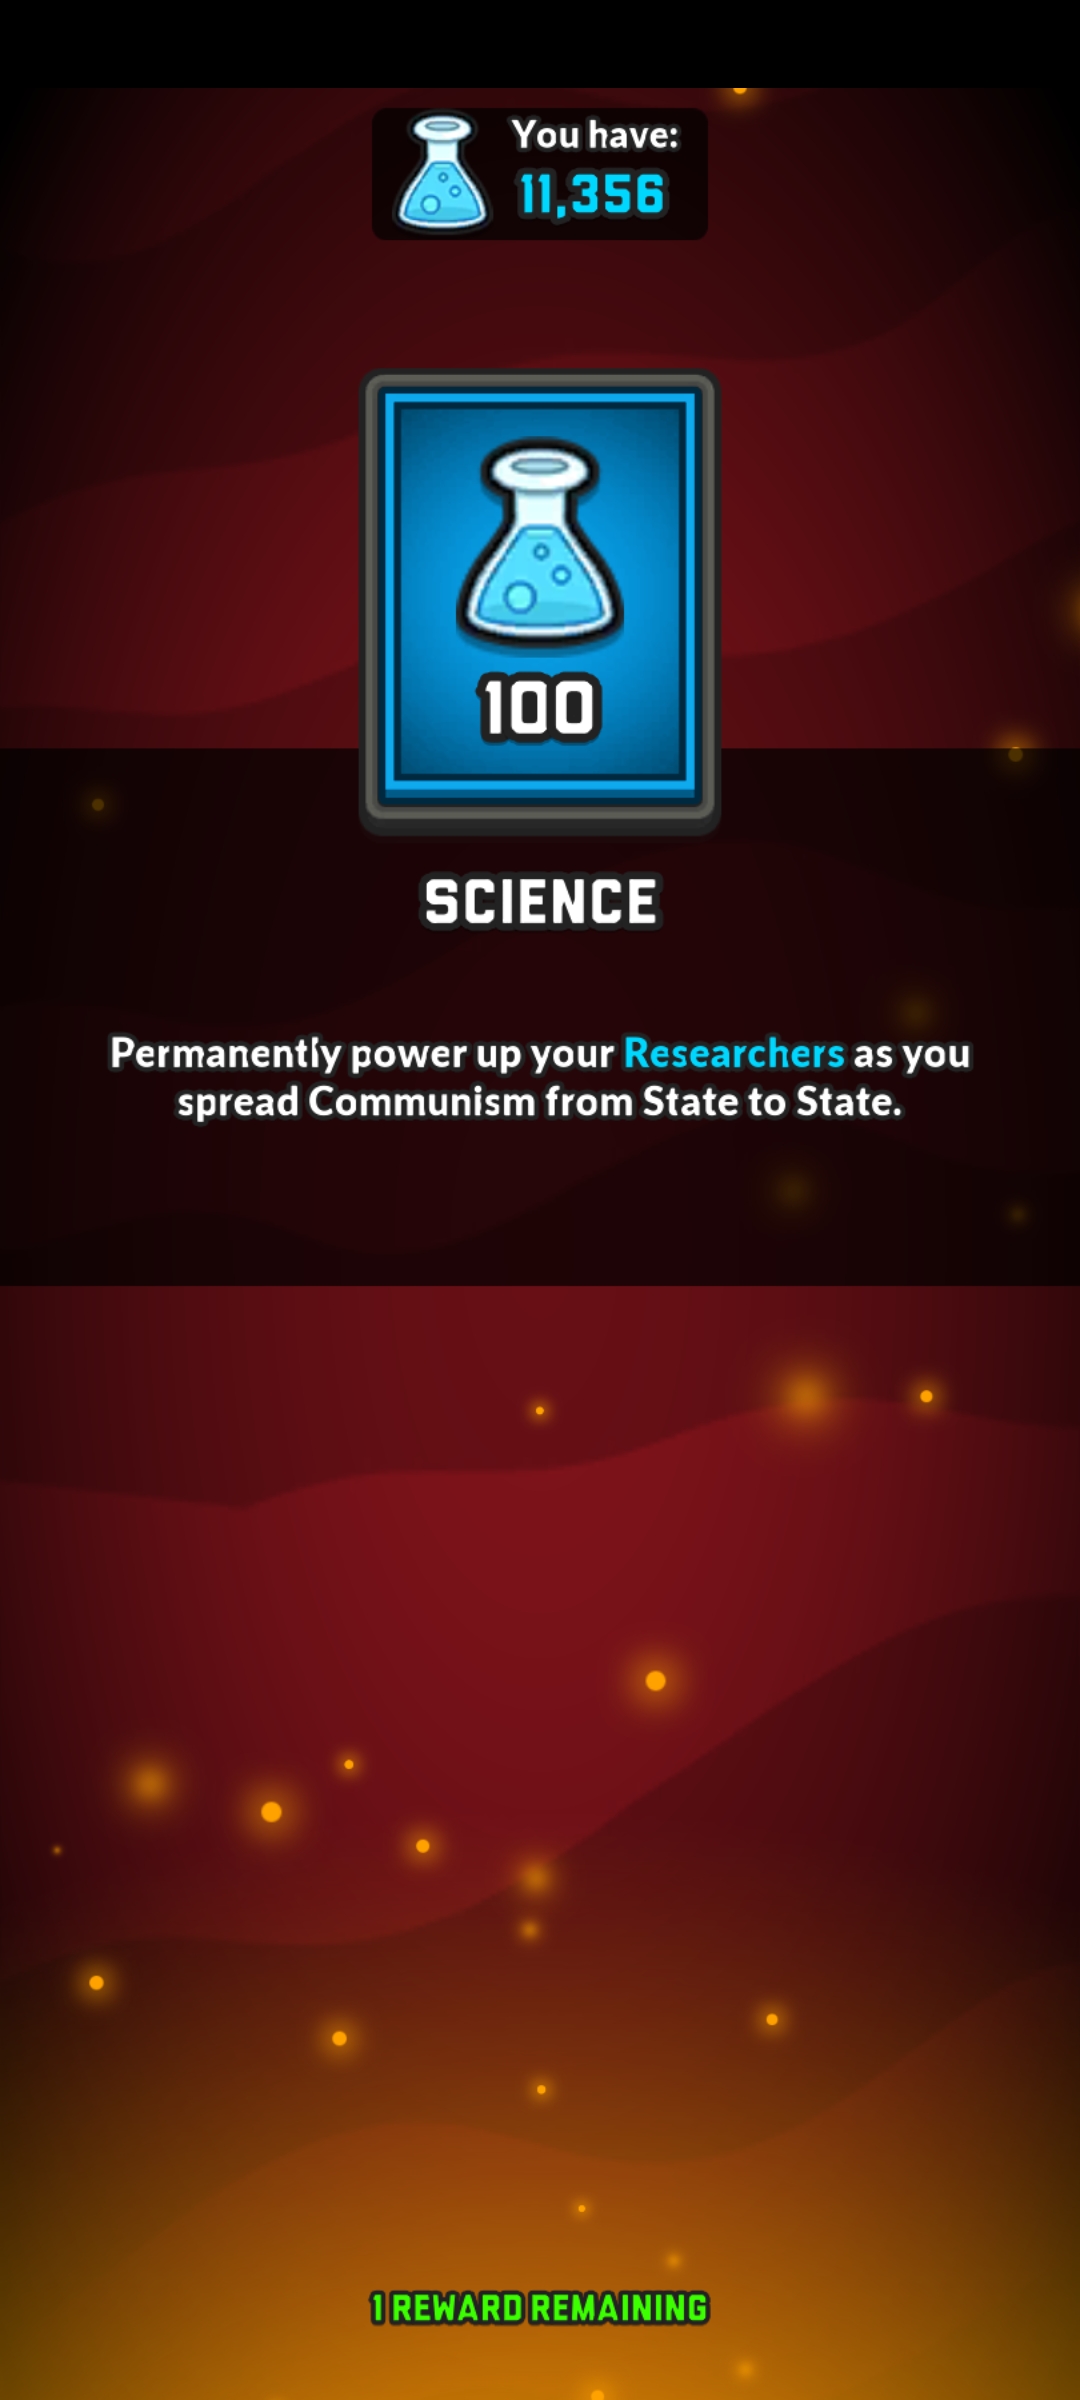 You have:
11,356
100
SCIENCE
Permanently power up your Researchers as you
spread Communism from State to State.
1 REWARD REMAINING